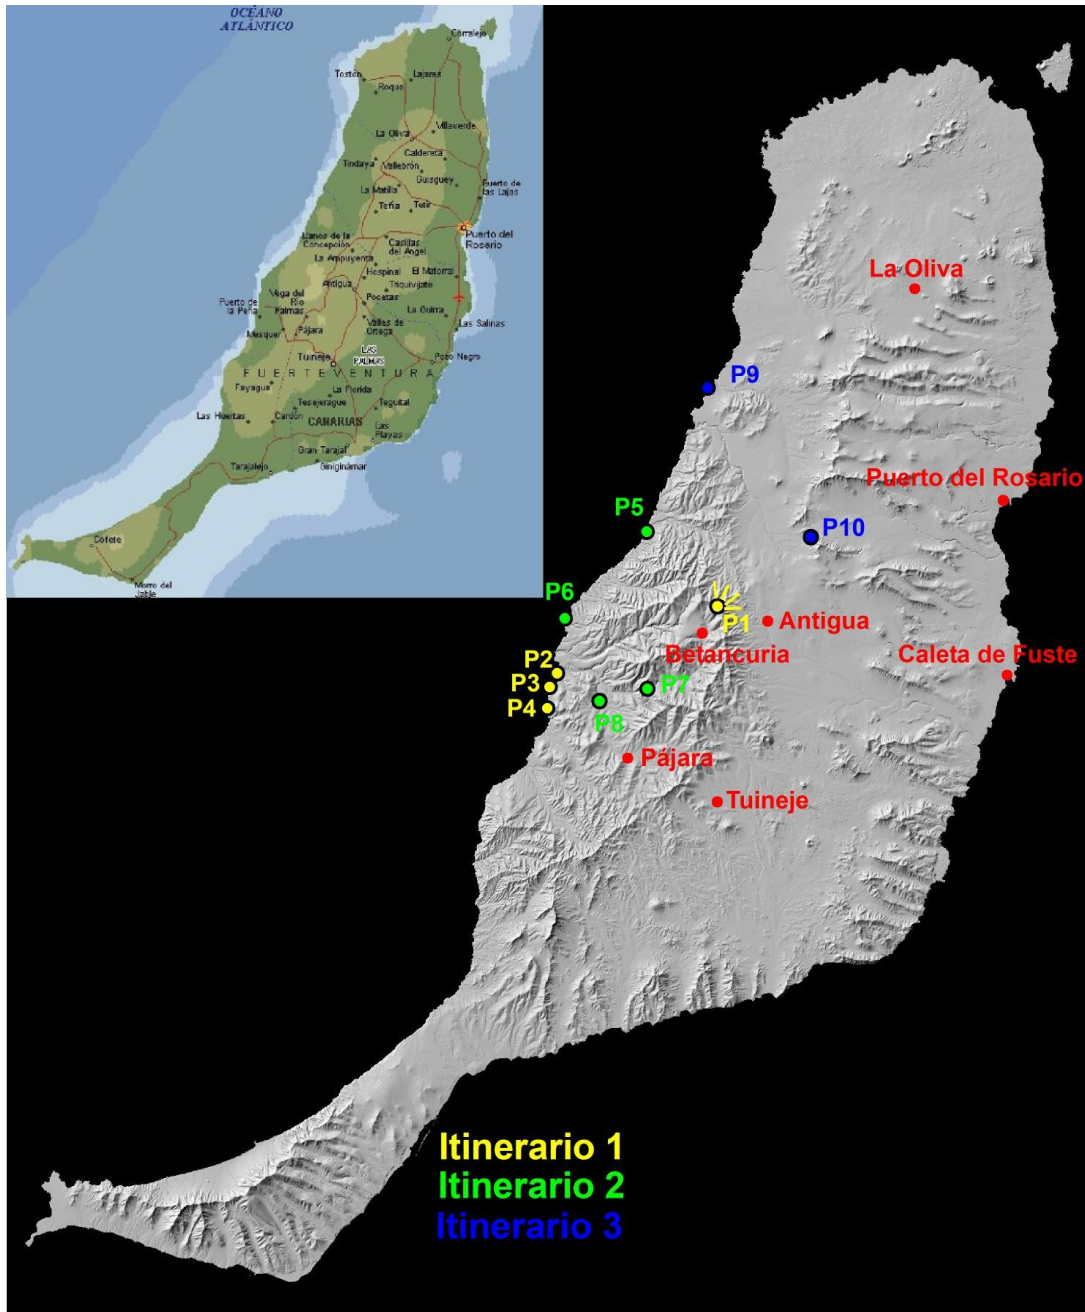 OCÉANO
ATLÁNTICO
Corralejo
Tostón
Lajares
Roque
La Oliva
Villaverde
Tindaya
Caldereta
Vallebrón
Guisguey
La Matilla
Puerto de
las Lajas
Tefía
Tetir
Puerto del
Rosario
Llanos de la
Concepción
Casillas
del Angel
La Ampuyenta
Hospinal
El Matorral
Antigua
Triquivijate
Vega del
Río
Palmas
Pocetas
Puerto de
la Peña
La Guirra
Mesquer
Pájara
Valles de
Ortega
Las Salinas
LAS
PALMAS
Pozo Negro
Tuineje
FUERTEVENTURA
Fayagua
La Florida
Tesejerague
Teguital
Las Huertas
Cardón
CANARIAS
Las
Playas
Gran Tarajal
Tarajalejo
Giniginámar
Cofete
Morro del
Jable
La Oliva
P9
Puerto del Rosario
P5
P10
P6
P1
Antigua
Betancuria
Caleta de Fuste
P2
P3
P7
P4
P8
Pájara
Tuineje
Itinerario 1
Itinerario 2
Itinerario 3